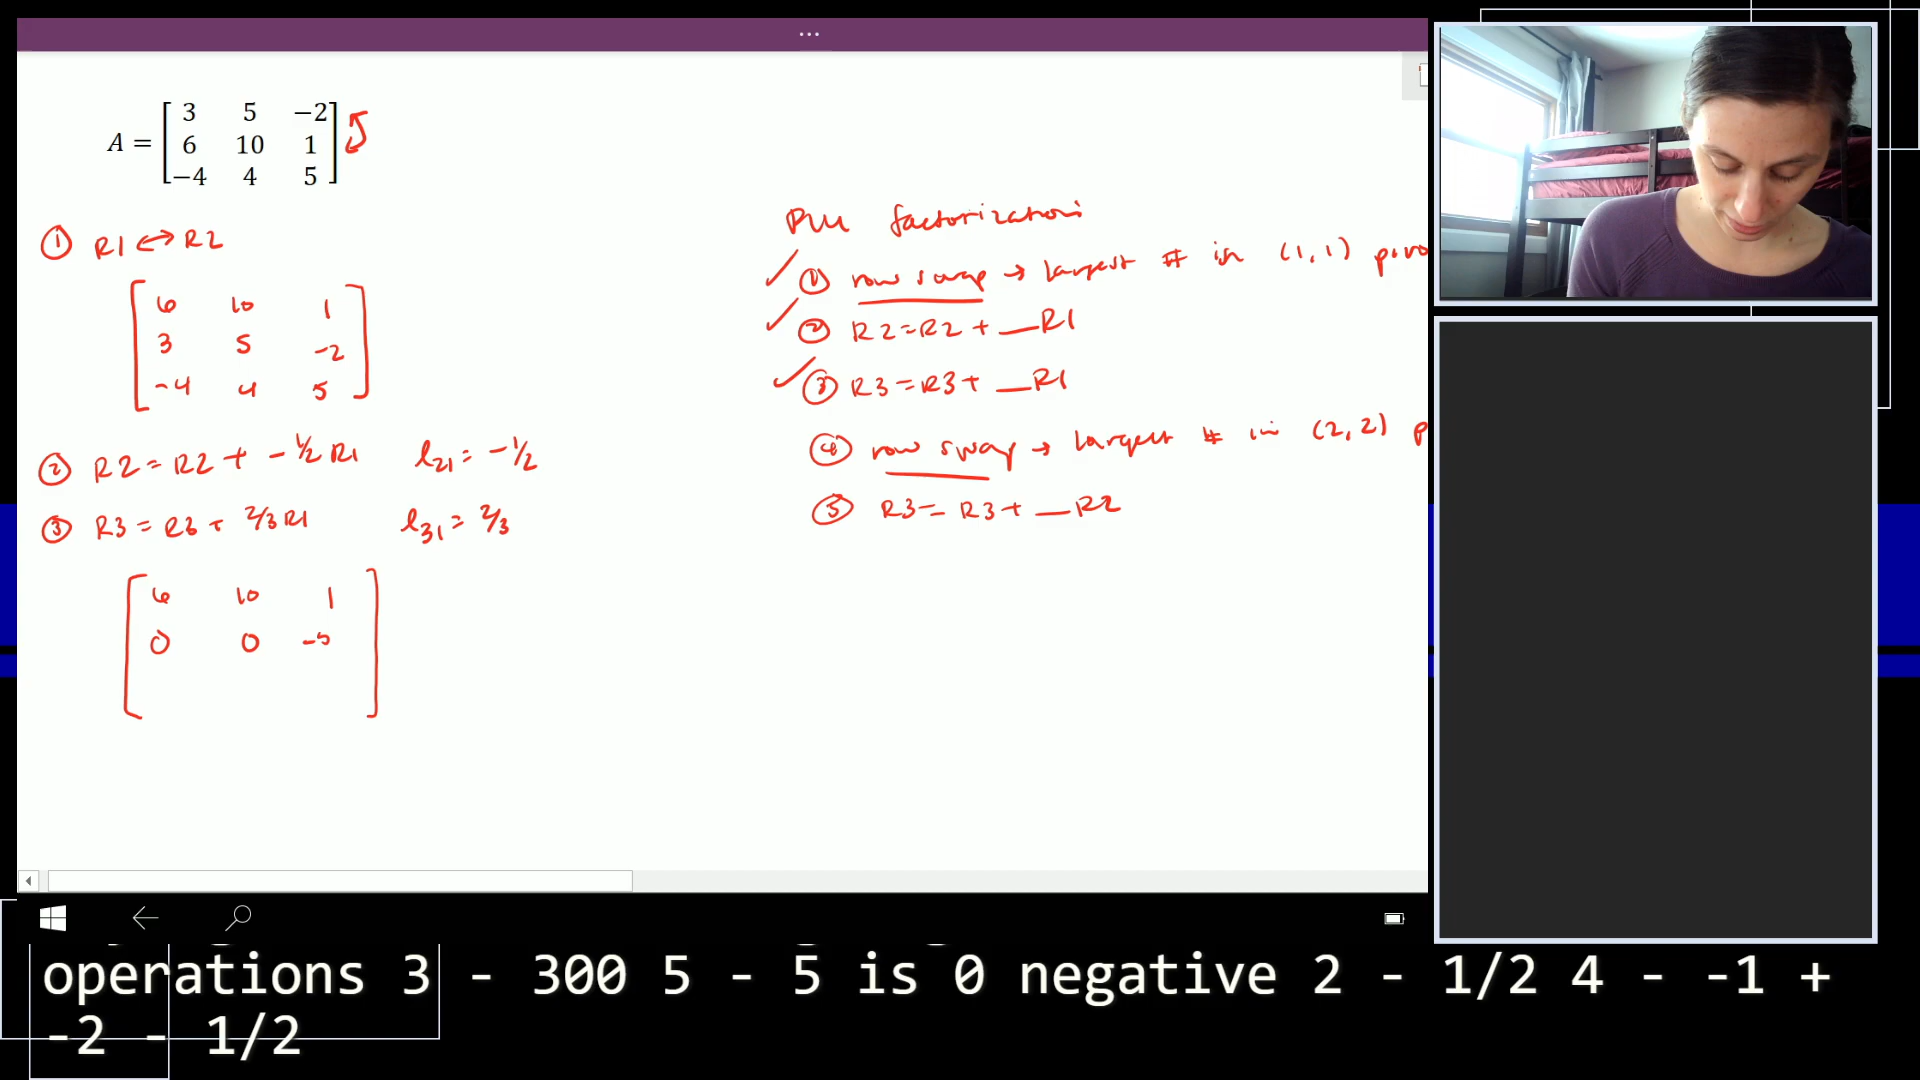 ...
A = [ 3 5 −2
6 10 1
−4 4 5 ]
① R1 ↔ R2
[ 6 10 1
3 5 -2
-4 4 5 ]
② R2 = R2 + -1/2 R1 l21 = -1/2
③ R3 = R3 + 2/3 R1 l31 = 2/3
[ 6 10 1
0 0 -5 ]
PLU factorization
✓ ① row swap → largest # in (1,1) pivo
✓ ② R2=R2 + __R1
✓ ③ R3=R3+ __R1
④ row swap → largest # in (2,2) p
⑤ R3= R3+ __R2
operations 3 - 300 5 - 5 is 0 negative 2 - 1/2 4 - -1 +
-2 - 1/2